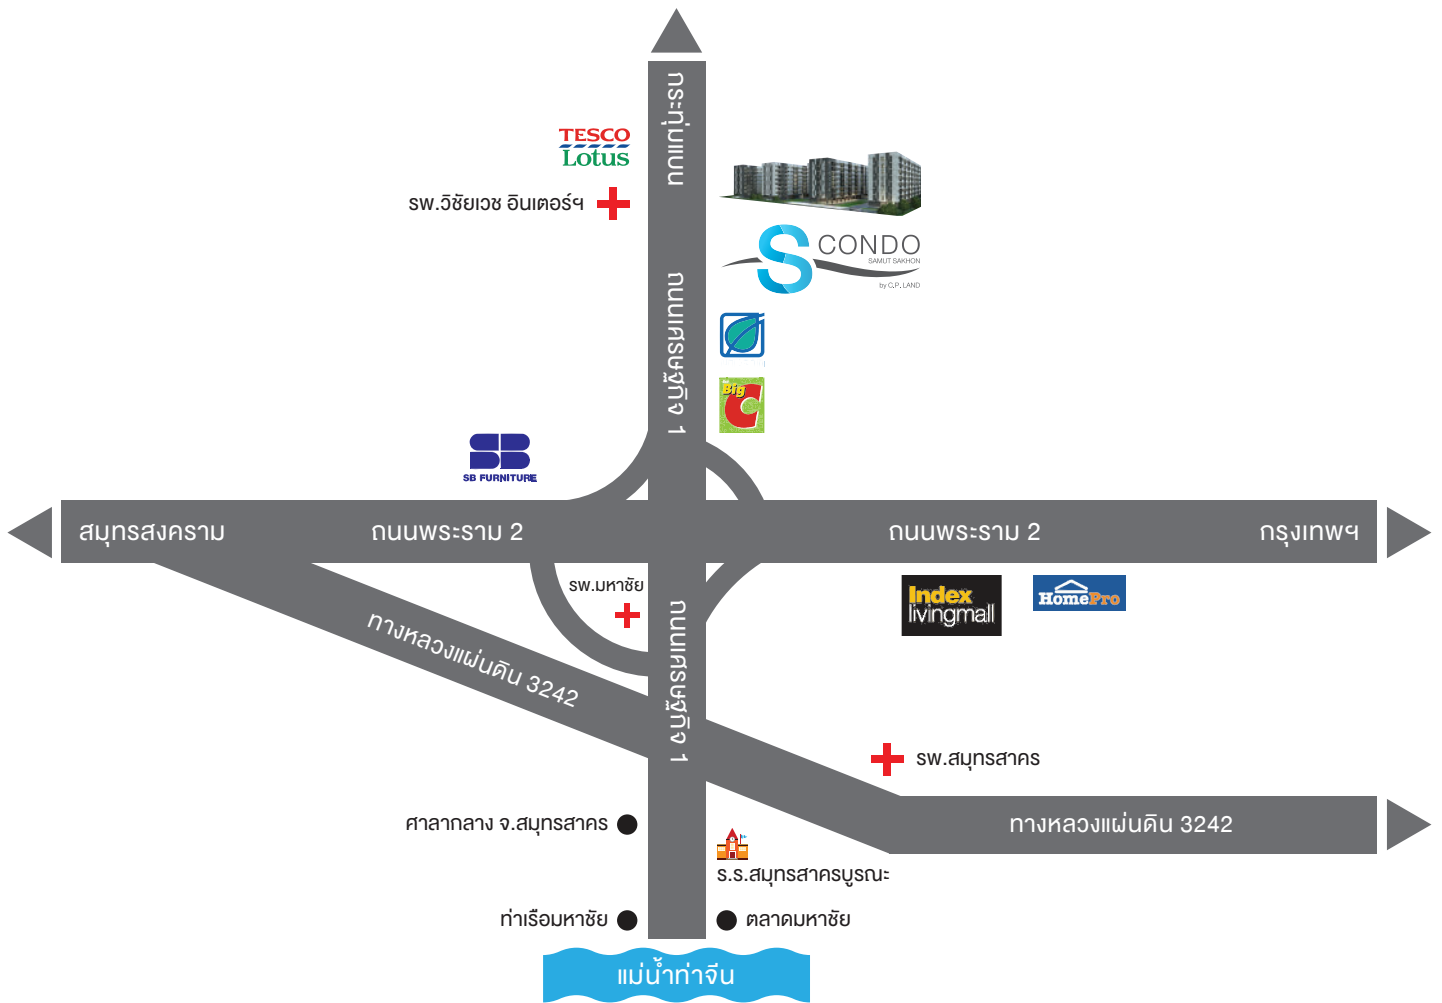 กระทุ่มแบน
TESCO
Lotus
รพ.วิชัยเวช อินเตอร์ฯ
S CONDO
SAMUT SAKHON
by C.P. LAND
ถนนเศรษฐกิจ 1
Big
C
SB
SB FURNITURE
สมุทรสงคราม
ถนนพระราม 2
ถนนพระราม 2
กรุงเทพฯ
รพ.มหาชัย
Index
livingmall
HomePro
ทางหลวงแผ่นดิน 3242
ถนนเศรษฐกิจ 1
รพ.สมุทรสาคร
ศาลากลาง จ.สมุทรสาคร
ทางหลวงแผ่นดิน 3242
ร.ร.สมุทรสาครบูรณะ
ท่าเรือมหาชัย
ตลาดมหาชัย
แม่น้ำท่าจีน